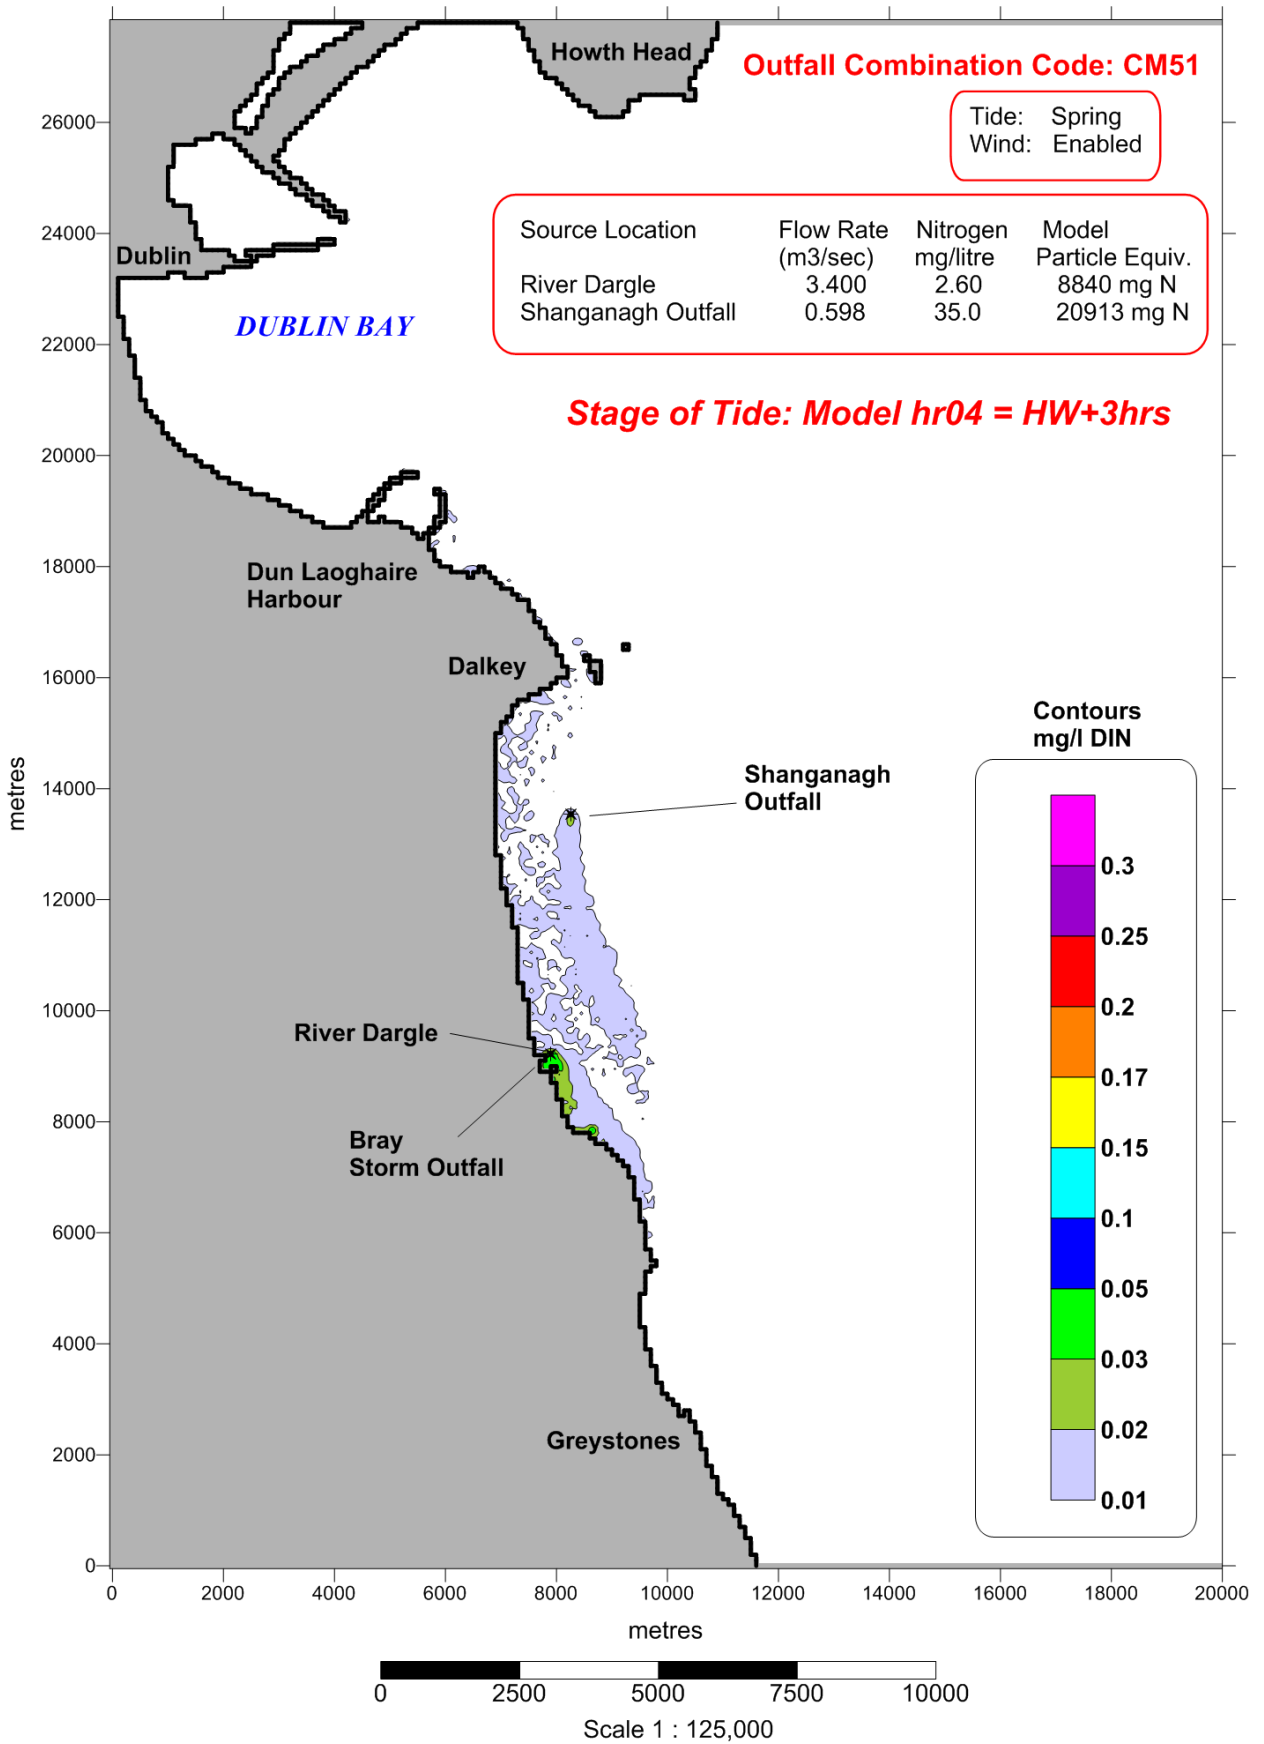 Howth Head
Outfall Combination Code: CM51
Tide: Spring
Wind: Enabled
Source Location Flow Rate Nitrogen Model
(m3/sec) mg/litre Particle Equiv.
River Dargle 3.400 2.60 8840 mg N
Shanganagh Outfall 0.598 35.0 20913 mg N
Dublin
DUBLIN BAY
Stage of Tide: Model hr04 = HW+3hrs
Dun Laoghaire
Harbour
Dalkey
Shanganagh
Outfall
River Dargle
Bray
Storm Outfall
Greystones
Contours
mg/l DIN
0.3
0.25
0.2
0.17
0.15
0.1
0.05
0.03
0.02
0.01
metres
26000
24000
22000
20000
18000
16000
14000
12000
10000
8000
6000
4000
2000
0
0 2000 4000 6000 8000 10000 12000 14000 16000 18000 20000
metres
0 2500 5000 7500 10000
Scale 1 : 125,000